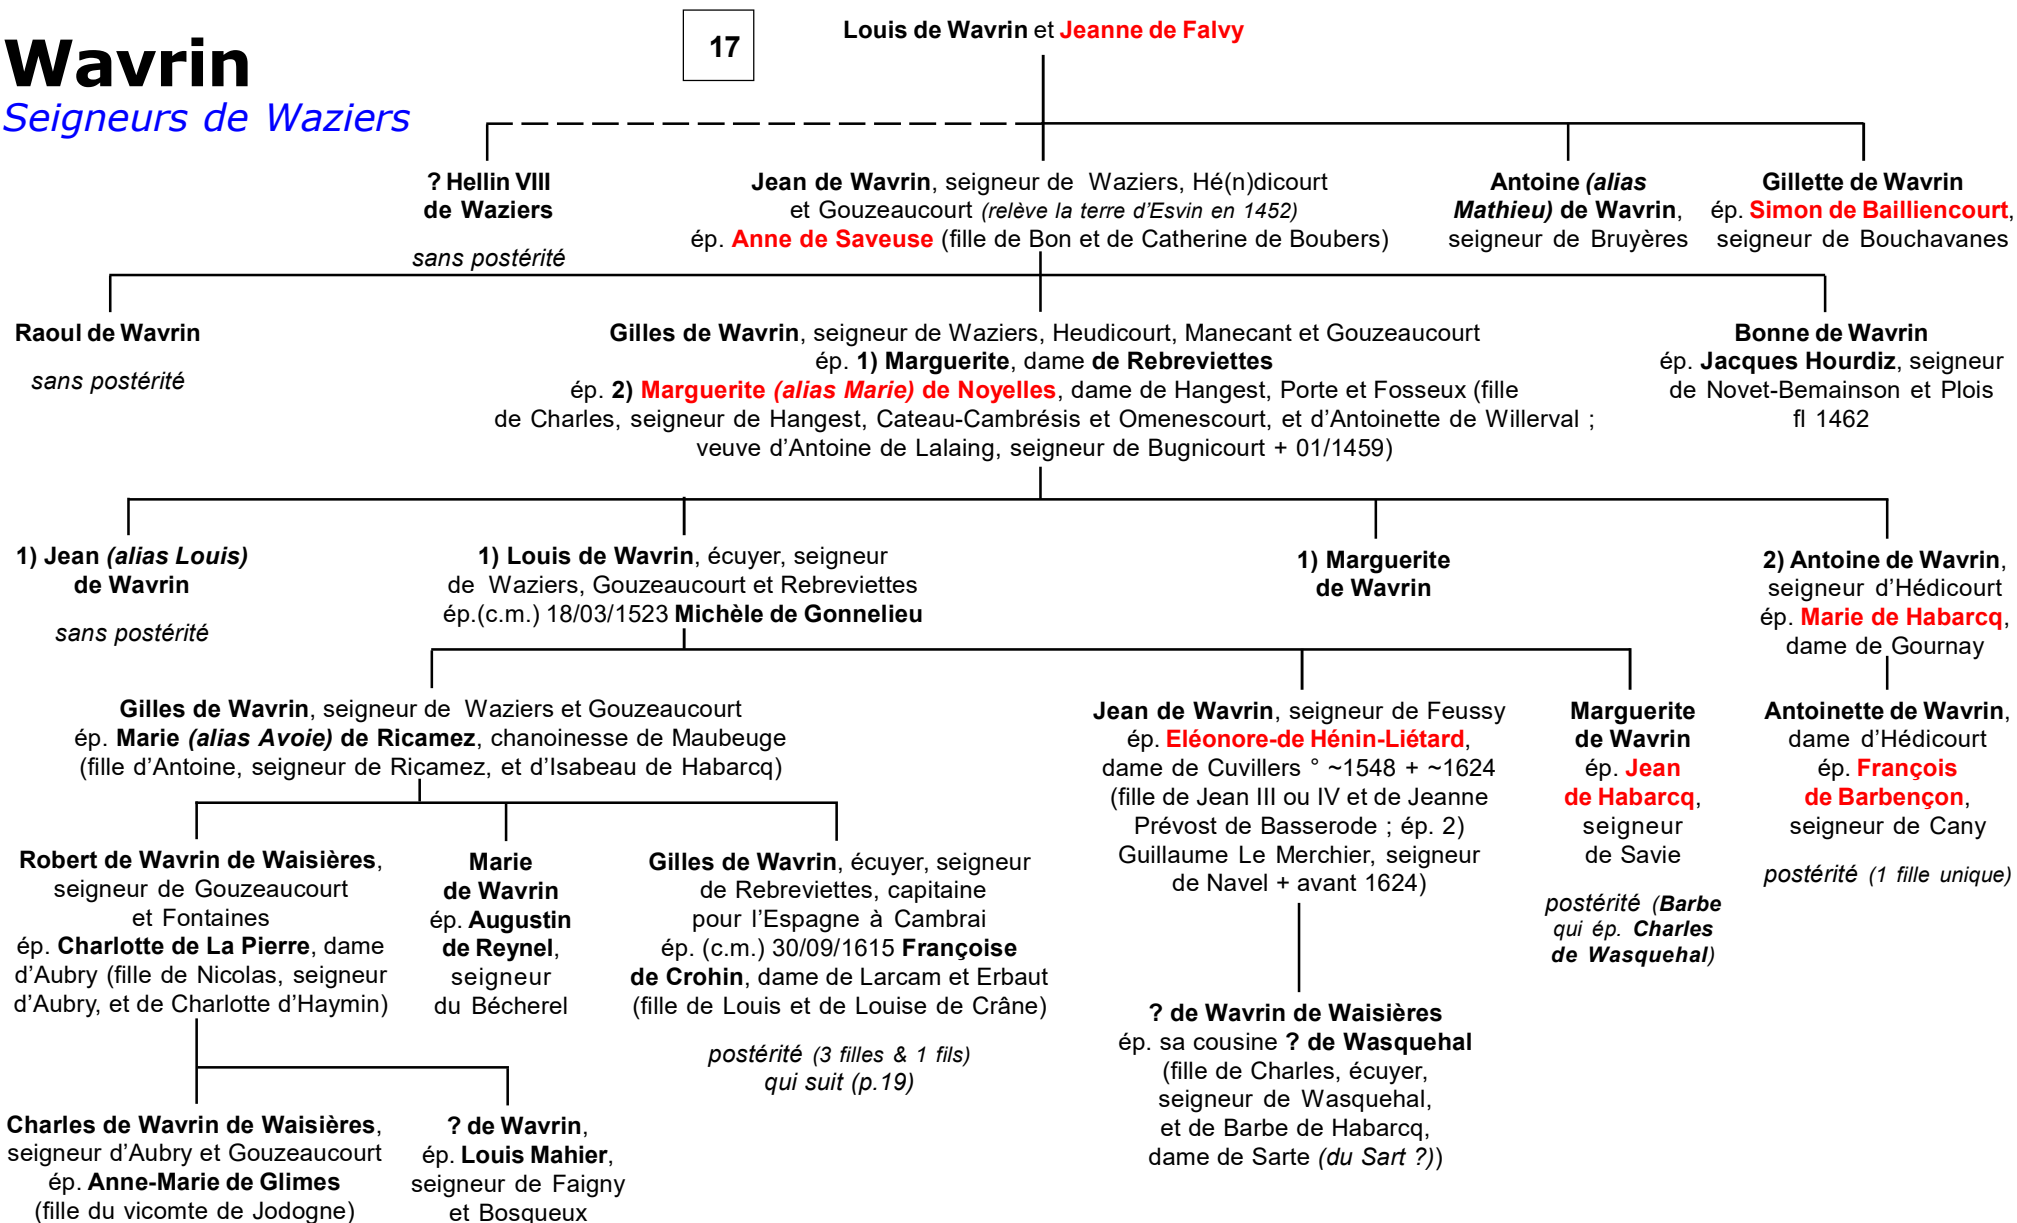 Wavrin
Seigneurs de Waziers
17
Louis de Wavrin et Jeanne de Falvy
? Hellin VIII
de Waziers
sans postérité
Jean de Wavrin, seigneur de Waziers, Hé(n)dicourt
et Gouzeaucourt (relève la terre d'Esvin en 1452)
ép. Anne de Saveuse (fille de Bon et de Catherine de Boubers)
Antoine (alias
Mathieu) de Wavrin,
seigneur de Bruyères
Gillette de Wavrin
ép. Simon de Bailliencourt,
seigneur de Bouchavanes
Raoul de Wavrin
sans postérité
Gilles de Wavrin, seigneur de Waziers, Heudicourt, Manecant et Gouzeaucourt
ép. 1) Marguerite, dame de Rebreviettes
ép. 2) Marguerite (alias Marie) de Noyelles, dame de Hangest, Porte et Fosseux (fille
de Charles, seigneur de Hangest, Cateau-Cambrésis et Omenescourt, et d'Antoinette de Willerval ;
veuve d'Antoine de Lalaing, seigneur de Bugnicourt + 01/1459)
Bonne de Wavrin
ép. Jacques Hourdiz, seigneur
de Novet-Bemainson et Plois
fl 1462
1) Jean (alias Louis)
de Wavrin
sans postérité
1) Louis de Wavrin, écuyer, seigneur
de Waziers, Gouzeaucourt et Rebreviettes
ép.(c.m.) 18/03/1523 Michèle de Gonnelieu
1) Marguerite
de Wavrin
2) Antoine de Wavrin,
seigneur d'Hédicourt
ép. Marie de Habarcq,
dame de Gournay
Gilles de Wavrin, seigneur de Waziers et Gouzeaucourt
ép. Marie (alias Avoie) de Ricamez, chanoinesse de Maubeuge
(fille d'Antoine, seigneur de Ricamez, et d'Isabeau de Habarcq)
Jean de Wavrin, seigneur de Feussy
ép. Eléonore-de Hénin-Liétard,
dame de Cuvillers ° ~1548 + ~1624
(fille de Jean III ou IV et de Jeanne
Prévost de Basserode ; ép. 2)
Guillaume Le Merchier, seigneur
de Navel + avant 1624)
Marguerite
de Wavrin
ép. Jean
de Habarcq,
seigneur
de Savie
postérité (Barbe
qui ép. Charles
de Wasquehal)
Antoinette de Wavrin,
dame d'Hédicourt
ép. François
de Barbençon,
seigneur de Cany
postérité (1 fille unique)
Robert de Wavrin de Waisières,
seigneur de Gouzeaucourt
et Fontaines
ép. Charlotte de La Pierre, dame
d'Aubry (fille de Nicolas, seigneur
d'Aubry, et de Charlotte d'Haymin)
Marie
de Wavrin
ép. Augustin
de Reynel,
seigneur
du Bécherel
Gilles de Wavrin, écuyer, seigneur
de Rebreviettes, capitaine
pour l'Espagne à Cambrai
ép. (c.m.) 30/09/1615 Françoise
de Crohin, dame de Larcam et Erbaut
(fille de Louis et de Louise de Crâne)
postérité (3 filles & 1 fils)
qui suit (p.19)
? de Wavrin de Waisières
ép. sa cousine ? de Wasquehal
(fille de Charles, écuyer,
seigneur de Wasquehal,
et de Barbe de Habarcq,
dame de Sarte (du Sart ?))
Charles de Wavrin de Waisières,
seigneur d'Aubry et Gouzeaucourt
ép. Anne-Marie de Glimes
(fille du vicomte de Jodogne)
? de Wavrin,
ép. Louis Mahier,
seigneur de Faigny
et Bosqueux